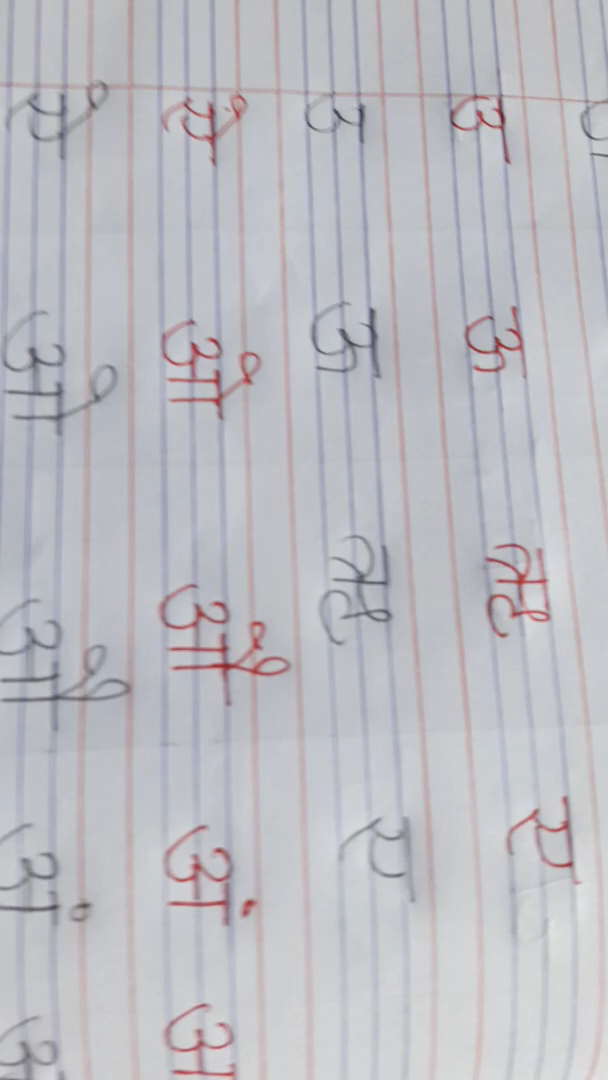 उ ऊ ऋ ए
उ ऊ ऋ ए
ऐ ओ औ अं
ऐ ओ औ अं